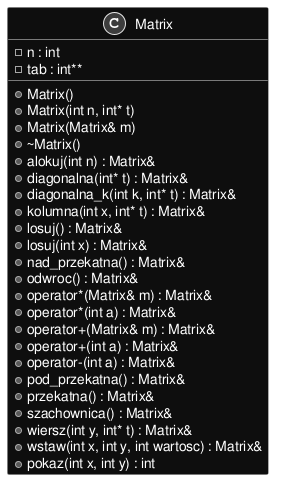 C Matrix
n : int
tab : int**
Matrix()
Matrix(int n, int* t)
Matrix(Matrix& m)
~Matrix()
alokuj(int n) : Matrix&
diagonalna(int* t) : Matrix&
diagonalna_k(int k, int* t) : Matrix&
kolumna(int x, int* t) : Matrix&
losuj() : Matrix&
losuj(int x) : Matrix&
nad_przekatna() : Matrix&
odwroc() : Matrix&
operator*(Matrix& m) : Matrix&
operator*(int a) : Matrix&
operator+(Matrix& m) : Matrix&
operator+(int a) : Matrix&
operator-(int a) : Matrix&
pod_przekatna() : Matrix&
przekatna() : Matrix&
szachownica() : Matrix&
wiersz(int y, int* t) : Matrix&
wstaw(int x, int y, int wartosc) : Matrix&
pokaz(int x, int y) : int